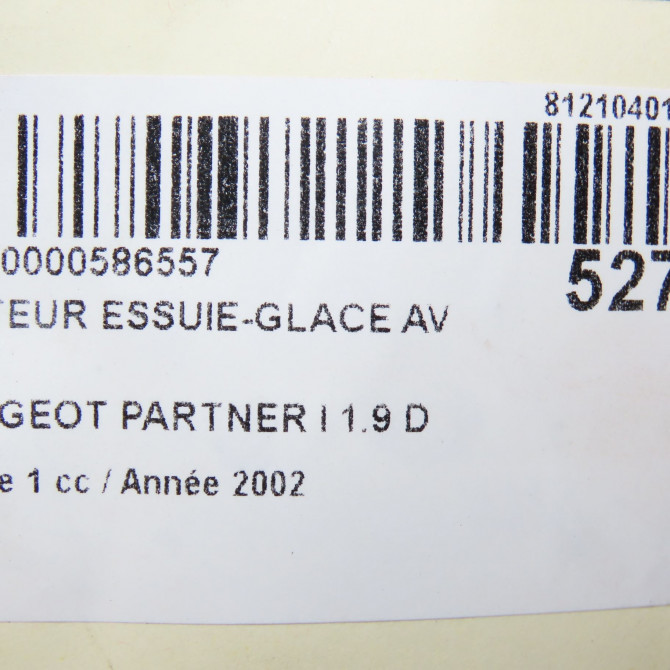 81210401
0000586557
527
TEUR ESSUIE-GLACE AV
GEOT PARTNER I 1.9 D
e 1 cc / Année 2002